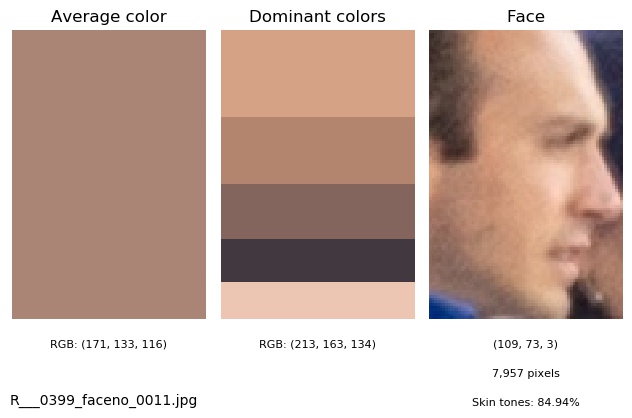 Average color
Dominant colors
Face
RGB: (171, 133, 116)
RGB: (213, 163, 134)
(109, 73, 3)
7,957 pixels
Skin tones: 84.94%
R___0399_faceno_0011.jpg